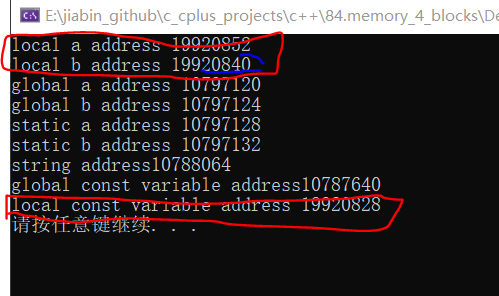 E:\jiabin_github\c_cplus_projects\c++\84.memory_4_blocks\De
local a address 19920852
local b address 19920840
global a address 10797120
global b address 10797124
static a address 10797128
static b address 10797132
string address10788064
global const variable address10787640
local const variable address 19920828
请按任意键继续. . .